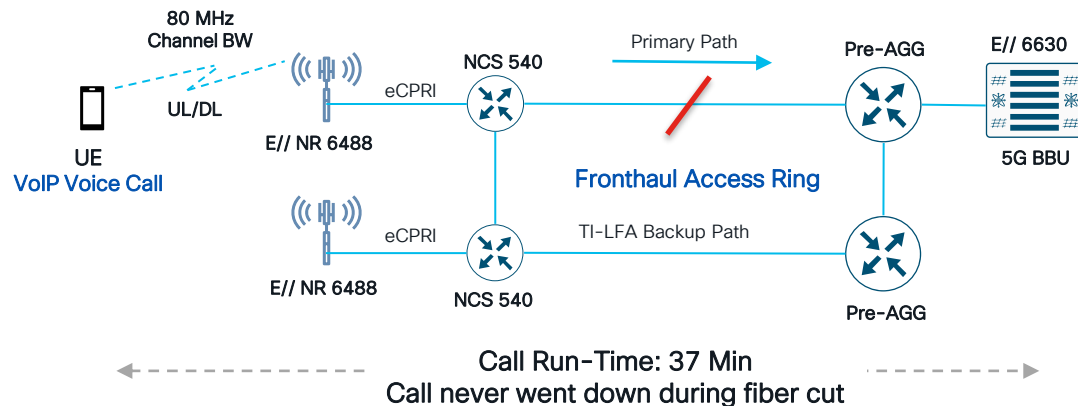 80 MHz
Channel BW
UL/DL
UE
VoIP Voice Call
eCPRI
E// NR 6488
NCS 540
Primary Path
Pre-AGG
E// 6630
5G BBU
Fronthaul Access Ring
eCPRI
E// NR 6488
NCS 540
TI-LFA Backup Path
Pre-AGG
Call Run-Time: 37 Min
Call never went down during fiber cut